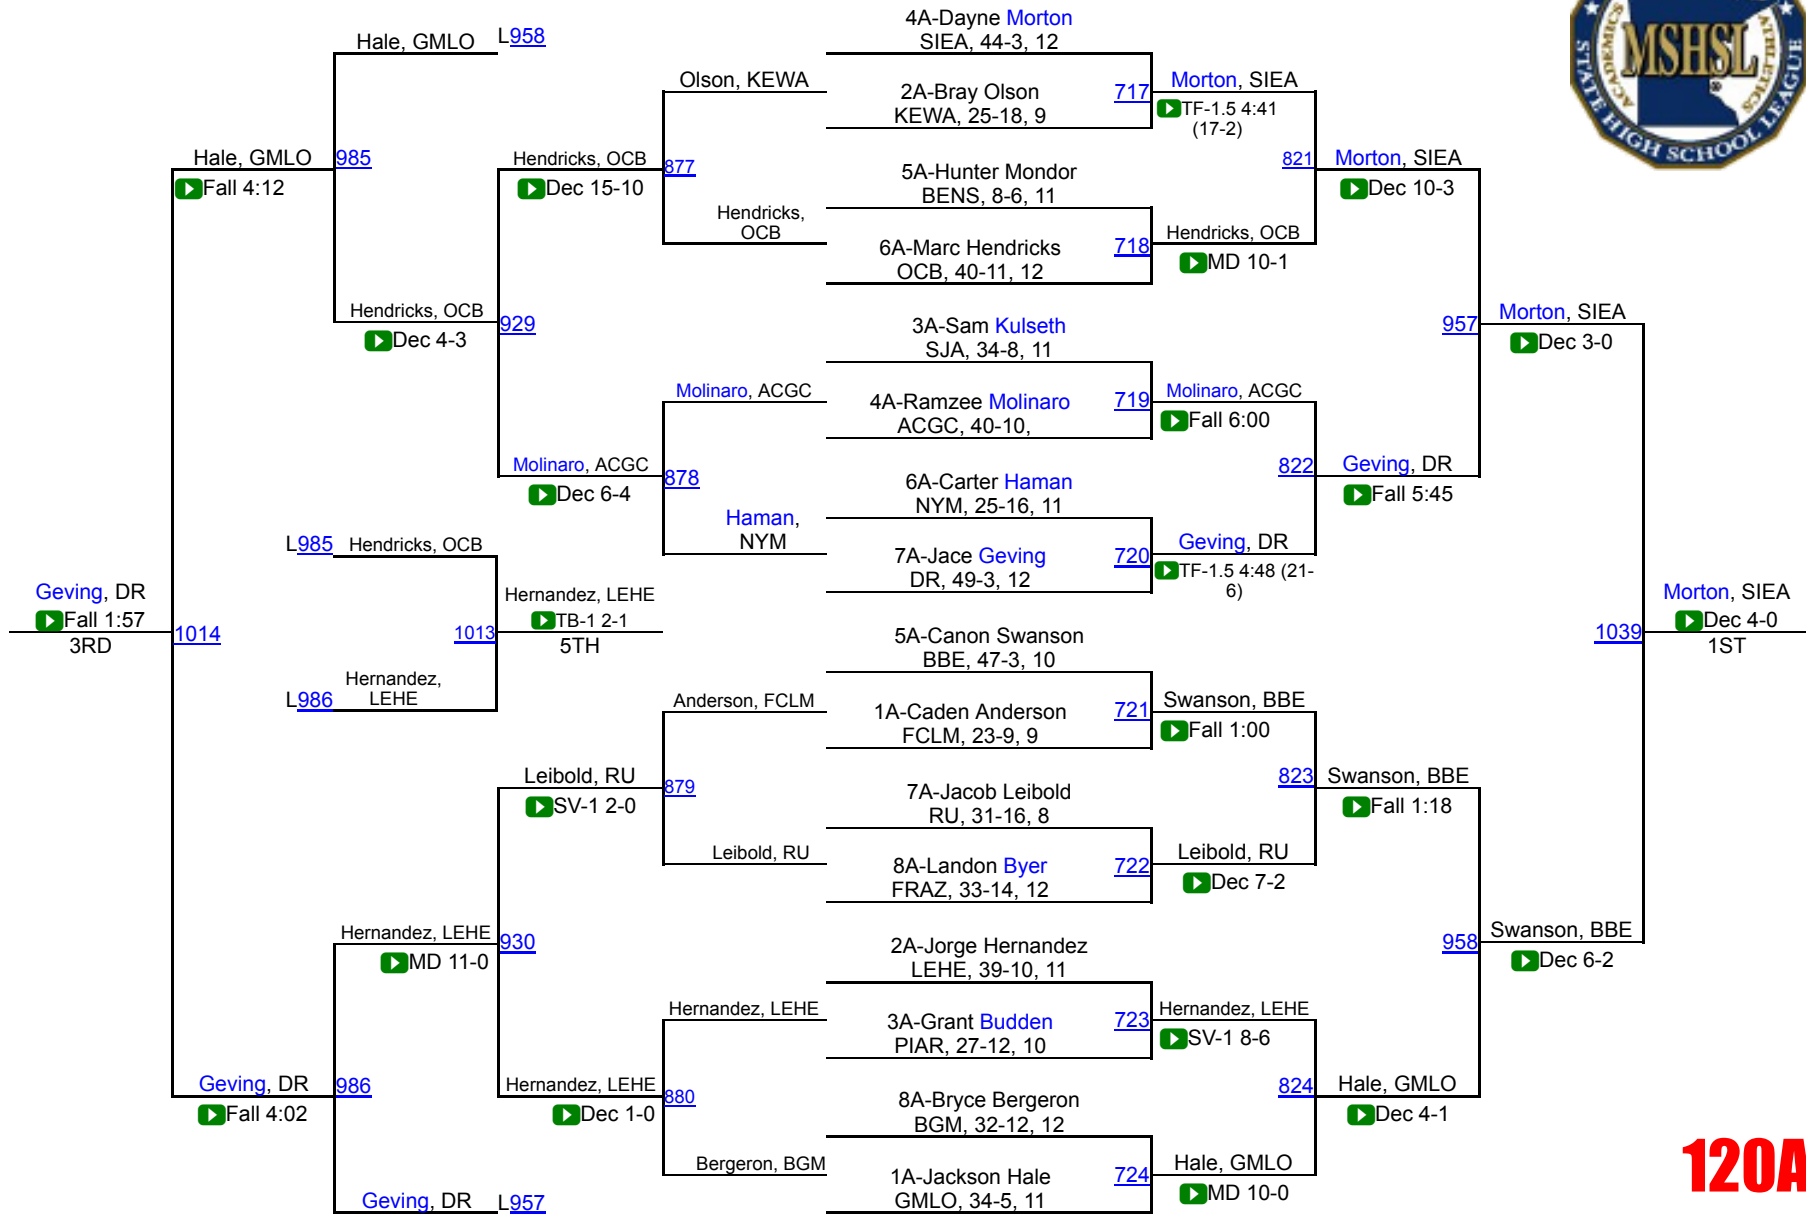 Hale, GMLO
L958
Hale, GMLO
Fall 4:12
985
Hendricks, OCB
Dec 4-3
929
Hendricks, OCB
Dec 15-10
877
Olson, KEWA
Hendricks,
OCB
Molinaro, ACGC
Dec 6-4
878
Molinaro, ACGC
Haman,
NYM
L985
Hendricks, OCB
Geving, DR
Fall 1:57
3RD
1014
1013
Hernandez, LEHE
TB-1 2-1
5TH
L986
Hernandez,
LEHE
Leibold, RU
SV-1 2-0
879
Anderson, FCLM
Leibold, RU
Hernandez, LEHE
MD 11-0
930
Hernandez, LEHE
Dec 1-0
880
Hernandez, LEHE
Bergeron, BGM
Geving, DR
Fall 4:02
986
Geving, DR
L957
4A-Dayne Morton
SIEA, 44-3, 12
2A-Bray Olson
KEWA, 25-18, 9
717
5A-Hunter Mondor
BENS, 8-6, 11
6A-Marc Hendricks
OCB, 40-11, 12
718
3A-Sam Kulseth
SJA, 34-8, 11
4A-Ramzee Molinaro
ACGC, 40-10,
719
6A-Carter Haman
NYM, 25-16, 11
7A-Jace Geving
DR, 49-3, 12
720
5A-Canon Swanson
BBE, 47-3, 10
1A-Caden Anderson
FCLM, 23-9, 9
721
7A-Jacob Leibold
RU, 31-16, 8
8A-Landon Byer
FRAZ, 33-14, 12
722
2A-Jorge Hernandez
LEHE, 39-10, 11
3A-Grant Budden
PIAR, 27-12, 10
723
8A-Bryce Bergeron
BGM, 32-12, 12
1A-Jackson Hale
GMLO, 34-5, 11
724
Morton, SIEA
TF-1.5 4:41
(17-2)
Hendricks, OCB
MD 10-1
821
Morton, SIEA
Dec 10-3
Molinaro, ACGC
Fall 6:00
Geving, DR
TF-1.5 4:48 (21-
6)
822
Geving, DR
Fall 5:45
957
Morton, SIEA
Dec 3-0
Swanson, BBE
Fall 1:00
Leibold, RU
Dec 7-2
823
Swanson, BBE
Fall 1:18
Hernandez, LEHE
SV-1 8-6
Hale, GMLO
MD 10-0
824
Hale, GMLO
Dec 4-1
958
Swanson, BBE
Dec 6-2
1039
Morton, SIEA
Dec 4-0
1ST
ACADEMICS
ATHLETICS
MSHSL
STATE HIGH SCHOOL LEAGUE
120A